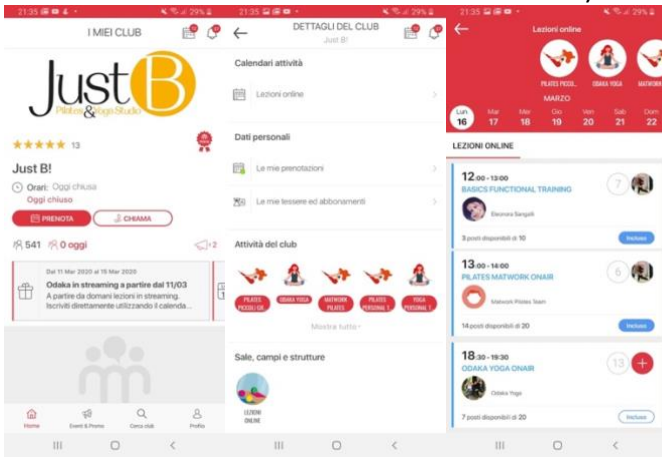 21:35
29%
I MIEI CLUB
Just B
Pilates & Yoga Studio
13
Just B!
Orari: Oggi chiusa
Oggi chiuso
PRENOTA
CHIAMA
541
0 oggi
+2
Dal 11 Mar 2020 al 15 Mar 2020
Odaka in streaming a partire dal 11/03
A partire da domani lezioni in streaming.
Iscriviti direttamente utilizzando il calenda...
Home
Eventi & Promo
Cerca club
Profilo
21:35
29%
DETTAGLI DEL CLUB
Just B!
Calendari attività
Lezioni online
Dati personali
Le mie prenotazioni
Le mie tessere ed abbonamenti
Attività del club
PILATES
PICCOLI GR
ODAKA YOGA
MATWORK
PILATES
PILATES
PERSONAL T
YOGA
PERSONAL T
Mostra tutte
Sale, campi e strutture
LEZIONI
ONLINE
21:35
29%
Lezioni online
PILATES PICCOL..
ODAKA YOGA
MATWORK
MARZO
Lun
16
Mar
17
Mer
18
Gio
19
Ven
20
Sab
21
Dom
22
LEZIONI ONLINE
12:00 - 13:00
BASICS FUNCTIONAL TRAINING
7
Eleonora Sangalli
3 posti disponibili di 10
Incluso
13:00 - 14:00
PILATES MATWORK ONAIR
6
Matwork Pilates Team
14 posti disponibili di 20
Incluso
18:30 - 19:30
ODAKA YOGA ONAIR
13
Odaka Yoga
7 posti disponibili di 20
Incluso